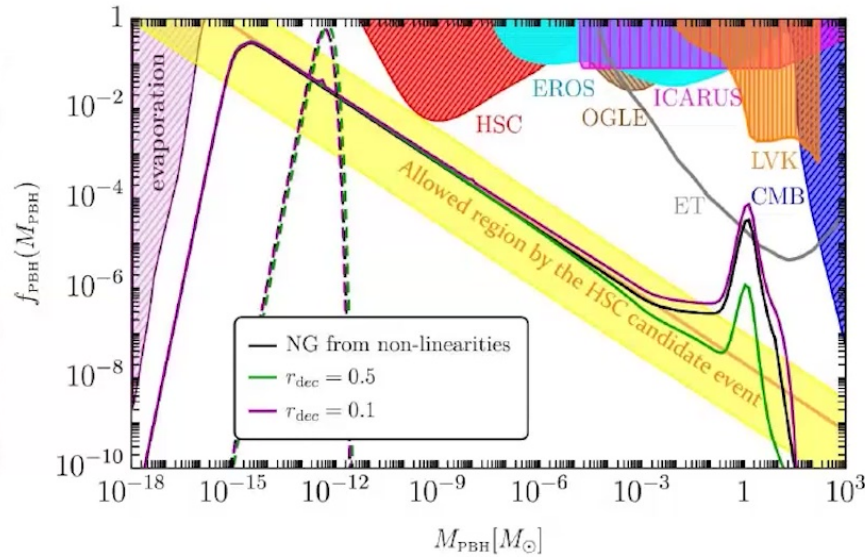 1
10⁻²
10⁻⁴
10⁻⁶
10⁻⁸
10⁻¹⁰
f_PBH(M_PBH)
evaporation
HSC
EROS
OGLE
ICARUS
LVK
ET
CMB
Allowed region by the HSC candidate event
NG from non-linearities
r_dec = 0.5
r_dec = 0.1
10⁻¹⁸ 10⁻¹⁵ 10⁻¹² 10⁻⁹ 10⁻⁶ 10⁻³ 1 10³
M_PBH[M_⊙]